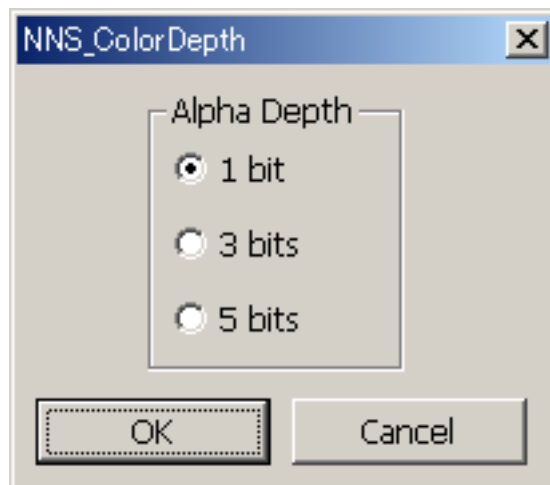 NNS_ColorDepth
Alpha Depth
1 bit
3 bits
5 bits
OK
Cancel